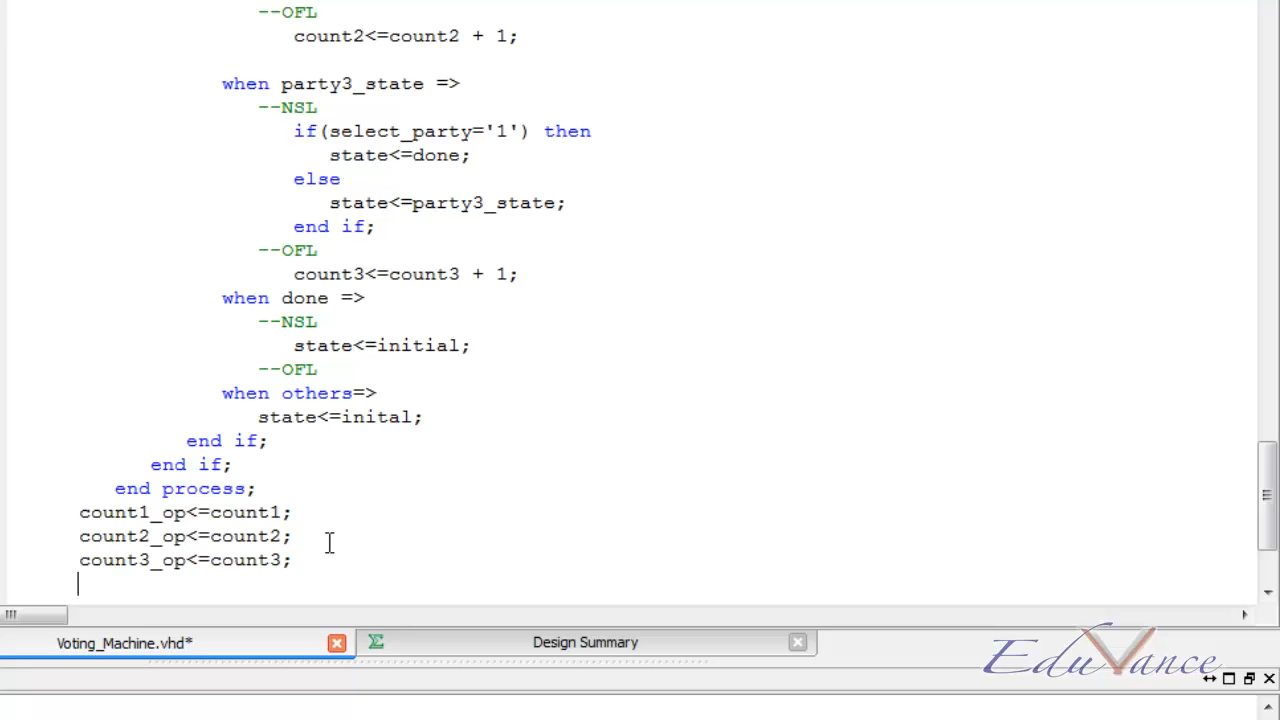 --OFL
count2<=count2 + 1;
when party3_state =>
--NSL
if(select_party='1') then
state<=done;
else
state<=party3_state;
end if;
--OFL
count3<=count3 + 1;
when done =>
--NSL
state<=initial;
--OFL
when others=>
state<=inital;
end if;
end if;
end process;
count1_op<=count1;
count2_op<=count2;
count3_op<=count3;
Voting_Machine.vhd*
Design Summary
EduVance